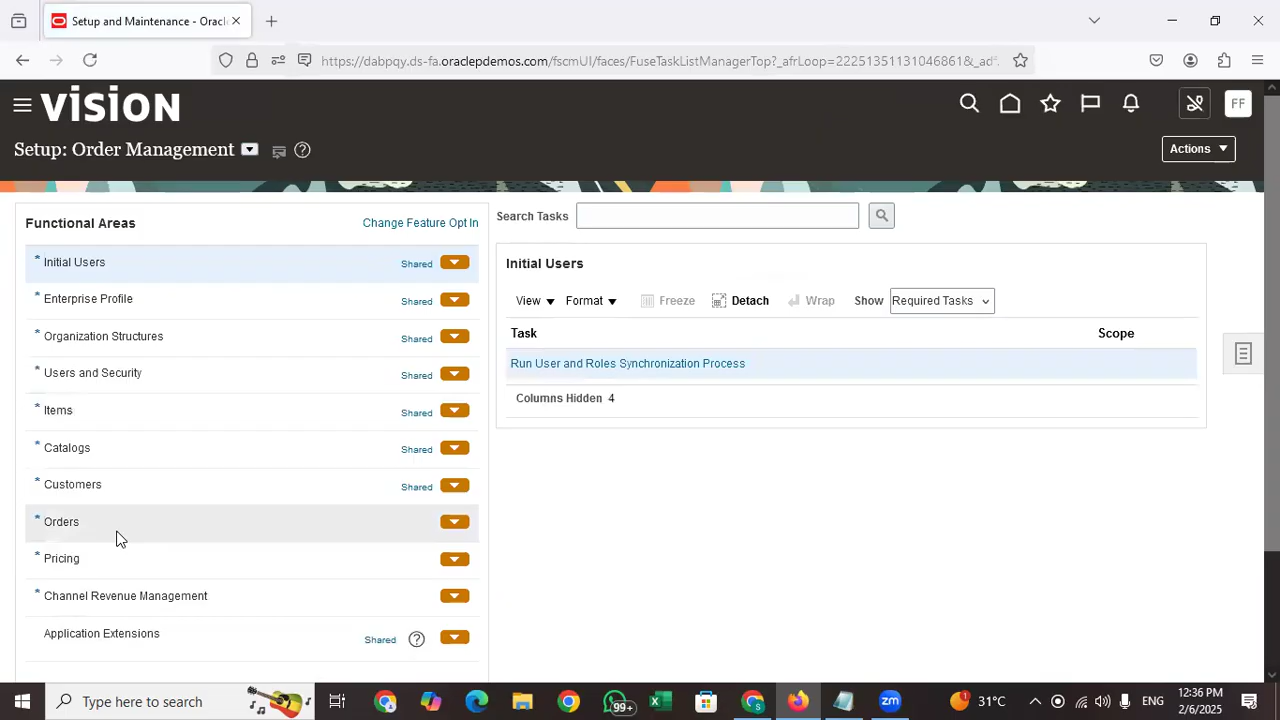 Setup and Maintenance - Oracle
https://dabpqy.ds-fa.oraclepdemos.com/fscmUI/faces/FuseTaskListManagerTop?_afrLoop=22251351131046861&_adf.
VISION
FF
Setup: Order Management
Actions
Functional Areas
Change Feature Opt In
* Initial Users Shared
* Enterprise Profile Shared
* Organization Structures Shared
* Users and Security Shared
* Items Shared
* Catalogs Shared
* Customers Shared
* Orders
* Pricing
* Channel Revenue Management
Application Extensions Shared
Search Tasks
Initial Users
View Format Freeze Detach Wrap Show Required Tasks
Task Scope
Run User and Roles Synchronization Process
Columns Hidden 4
Type here to search
99+
1
31°C
ENG
12:36 PM
2/6/2025